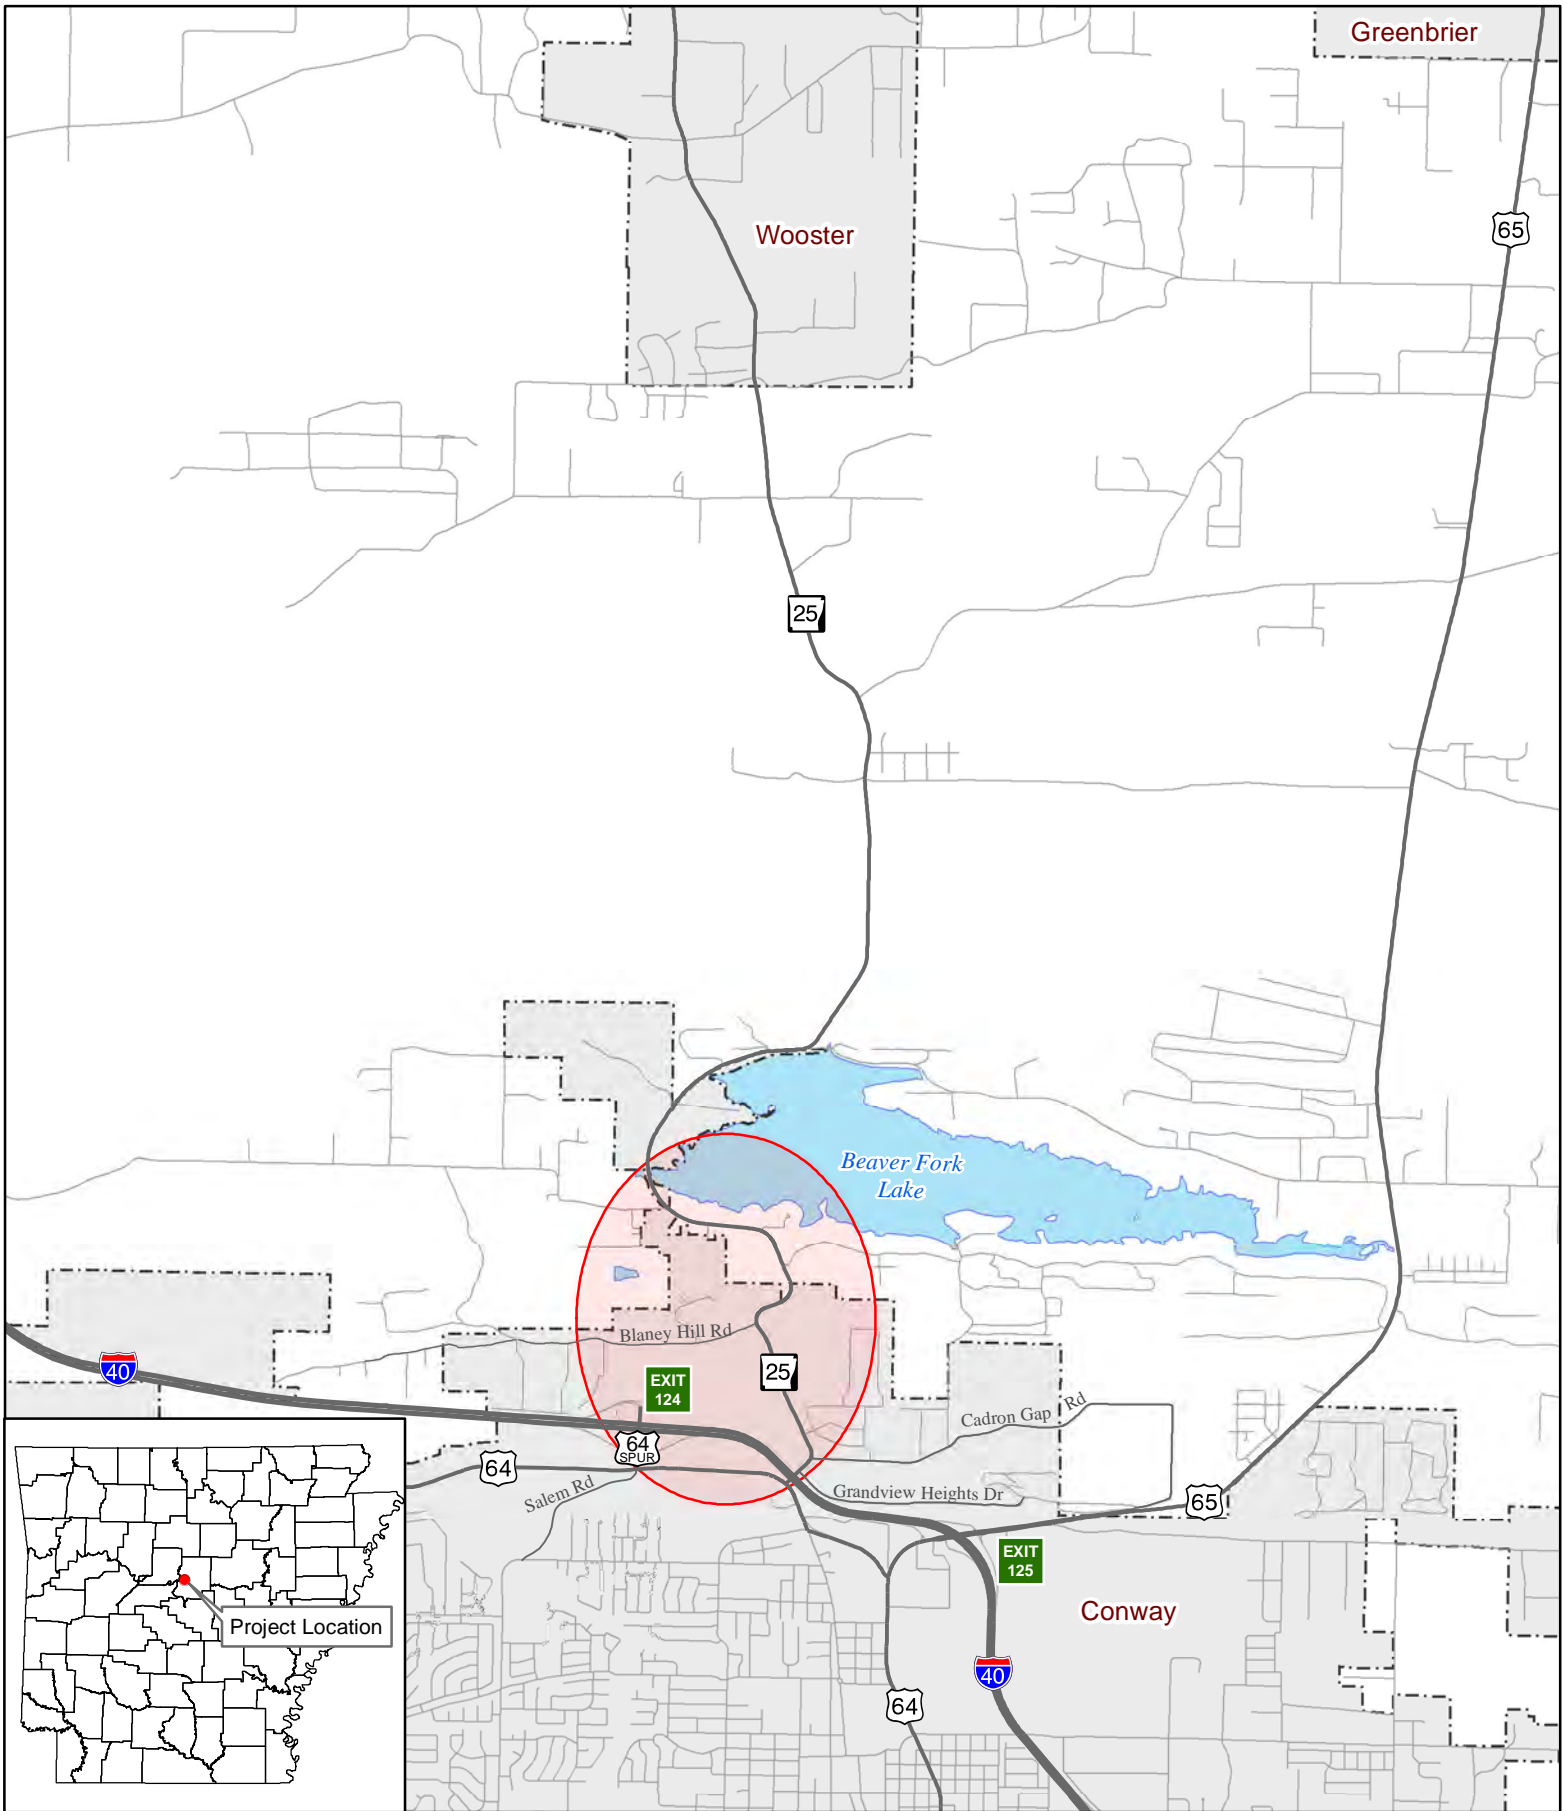 Greenbrier
65
Wooster
25
Beaver Fork
Lake
Blaney Hill Rd
40
EXIT
124
25
Cadron Gap Rd
64
SPUR
64
Salem Rd
Grandview Heights Dr
65
EXIT
125
Conway
Project Location
40
64